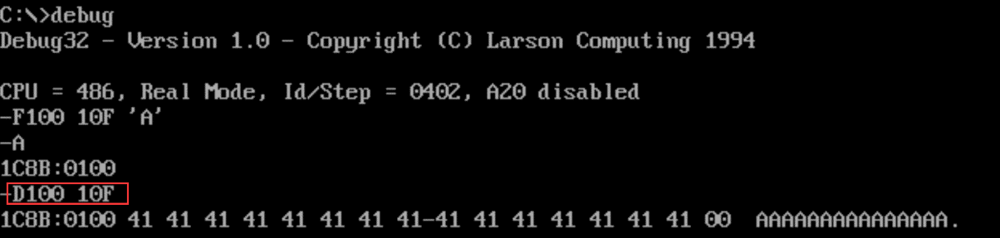 C:\>debug
Debug32 - Version 1.0 - Copyright (C) Larson Computing 1994
CPU = 486, Real Mode, Id/Step = 0402, A20 disabled
-F100 10F 'A'
-A
1C8B:0100
-D100 10F
1C8B:0100 41 41 41 41 41 41 41 41-41 41 41 41 41 41 41 00  AAAAAAAAAAAAAAA.